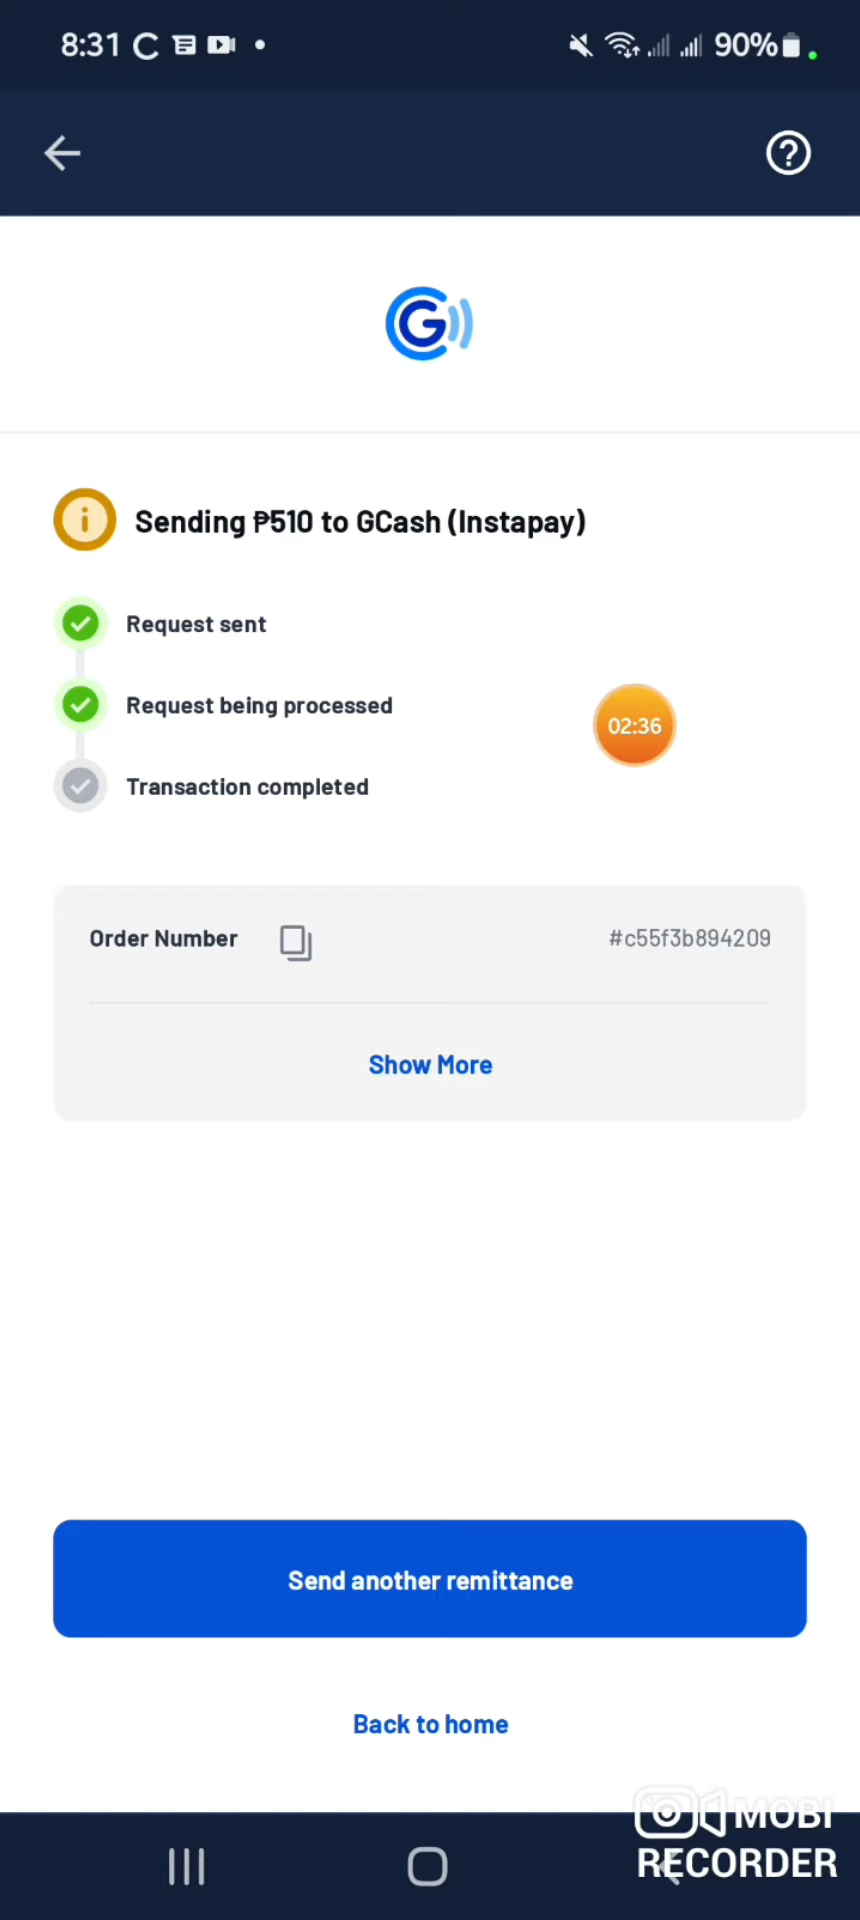 8:31 C 90%
G
Sending ₱510 to GCash (Instapay)
Request sent
Request being processed
02:36
Transaction completed
Order Number #c55f3b894209
Show More
Send another remittance
Back to home
MOBI
RECORDER